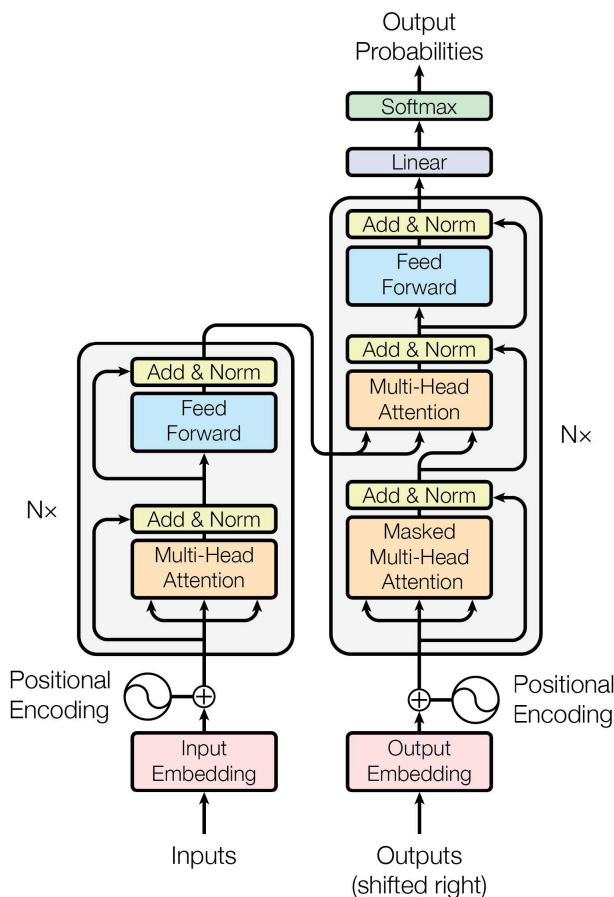 Output
Probabilities
Softmax
Linear
Add & Norm
Feed
Forward
Add & Norm
Multi-Head
Attention
Add & Norm
Masked
Multi-Head
Attention
N×
Add & Norm
Feed
Forward
Add & Norm
Multi-Head
Attention
N×
Positional
Encoding
Positional
Encoding
Input
Embedding
Output
Embedding
Inputs
Outputs
(shifted right)